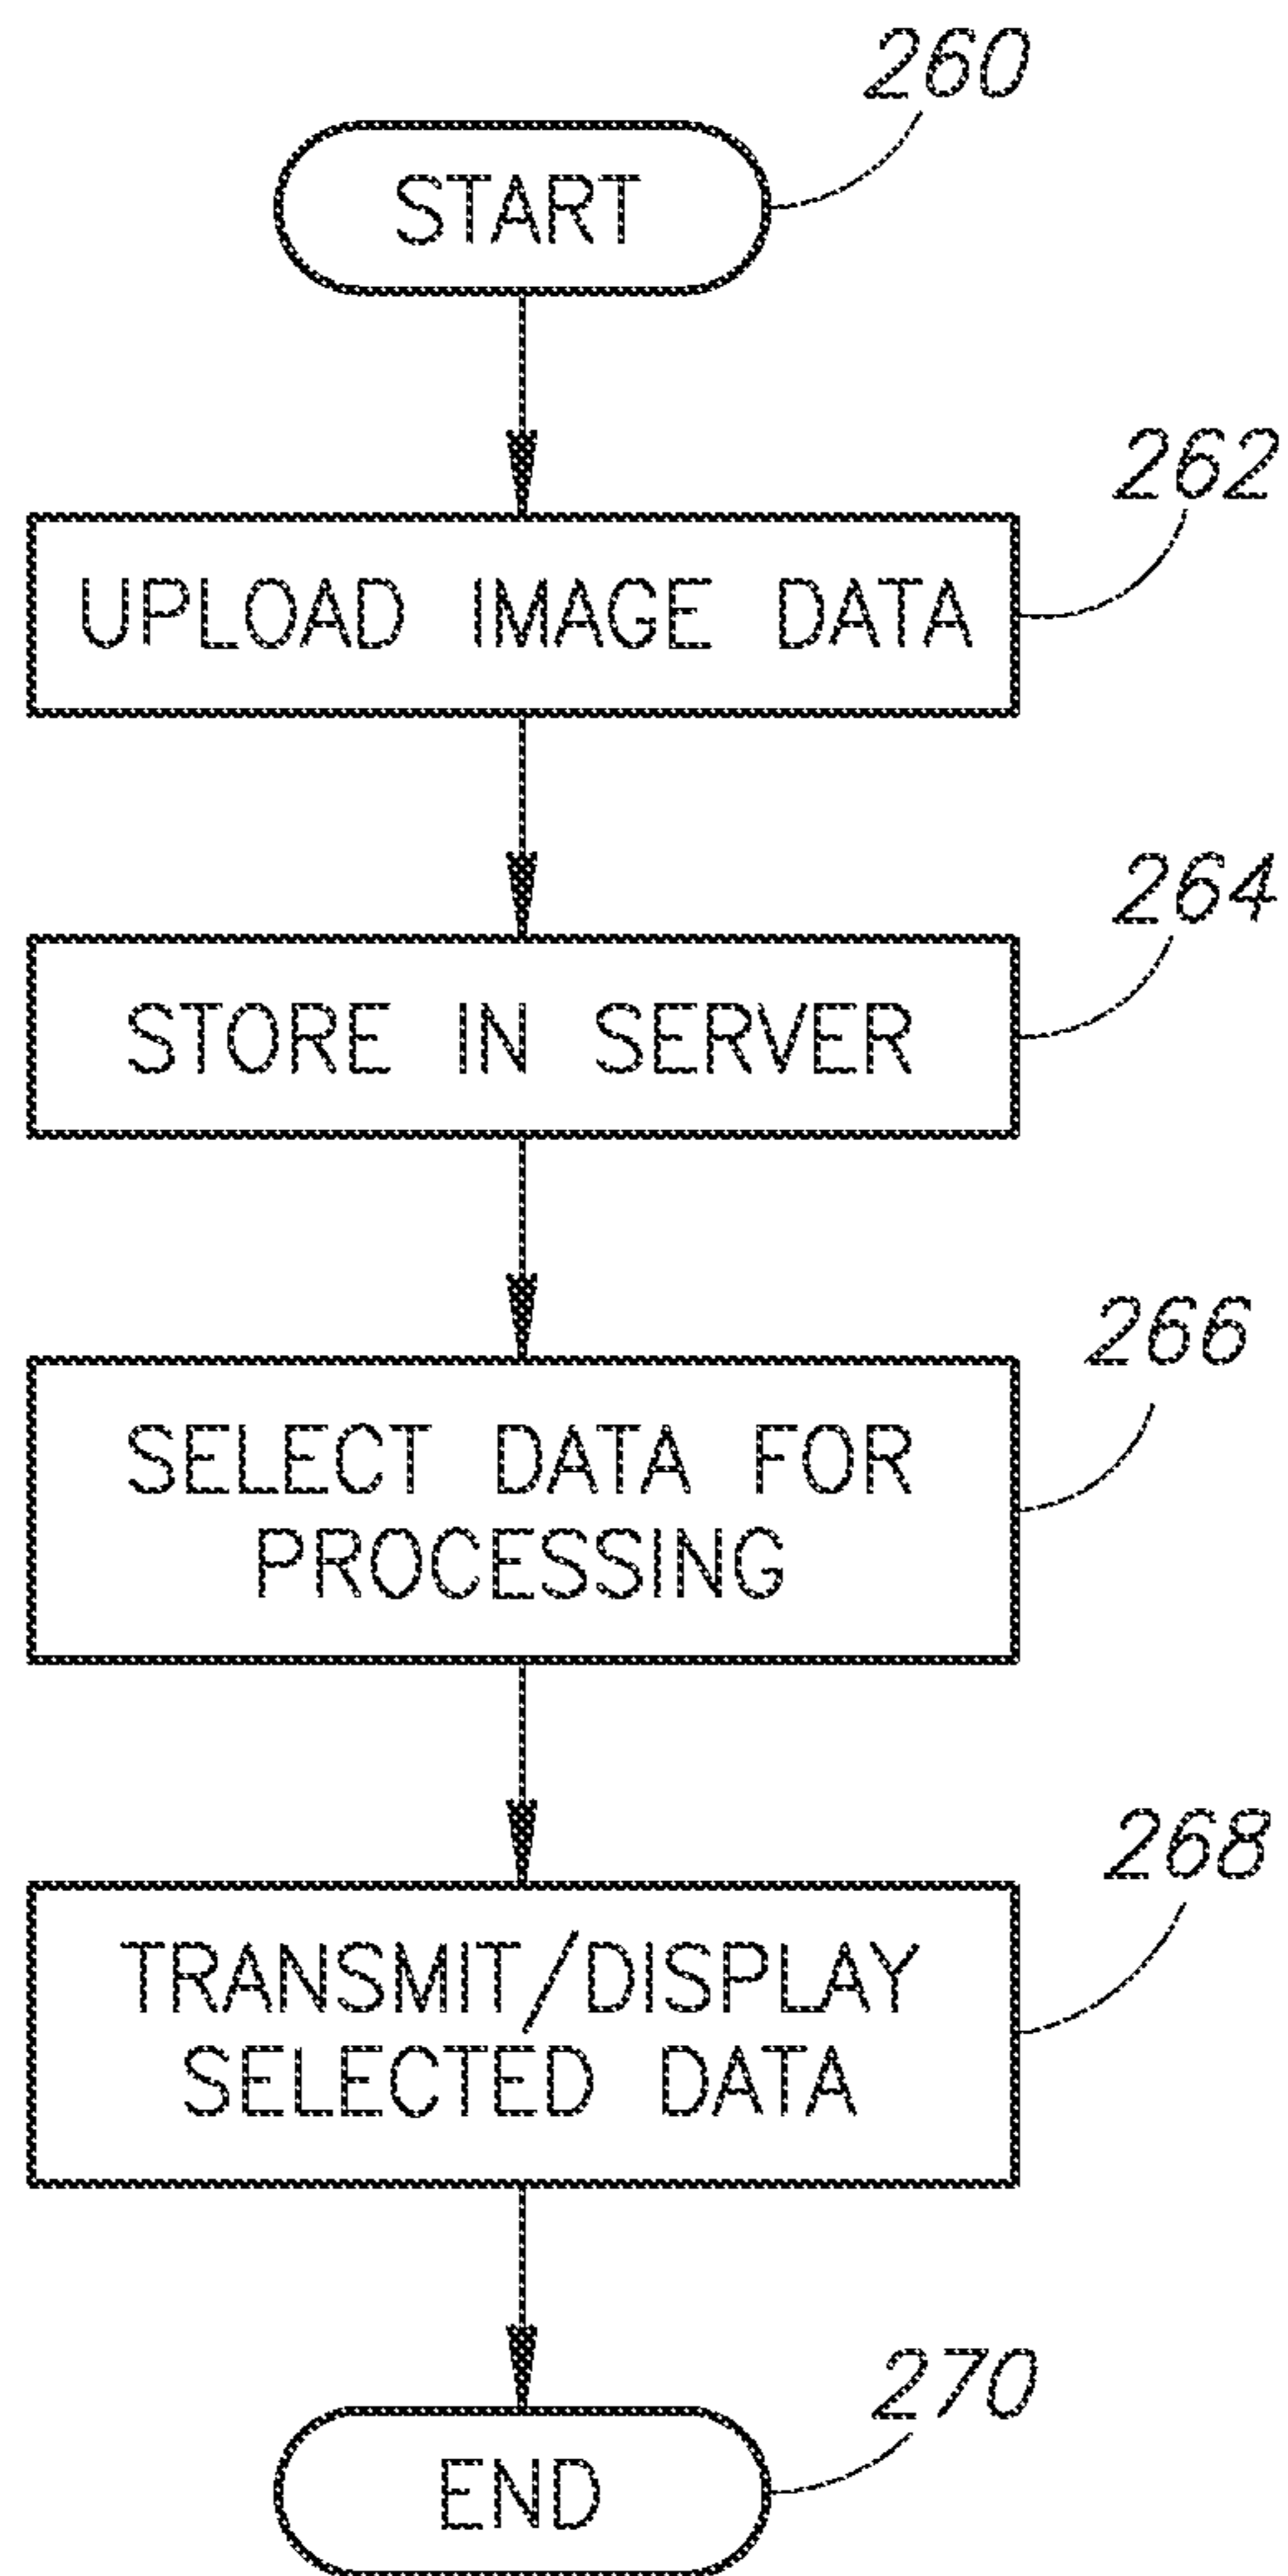 260
START
262
UPLOAD IMAGE DATA
264
STORE IN SERVER
266
SELECT DATA FOR
PROCESSING
268
TRANSMIT/DISPLAY
SELECTED DATA
270
END